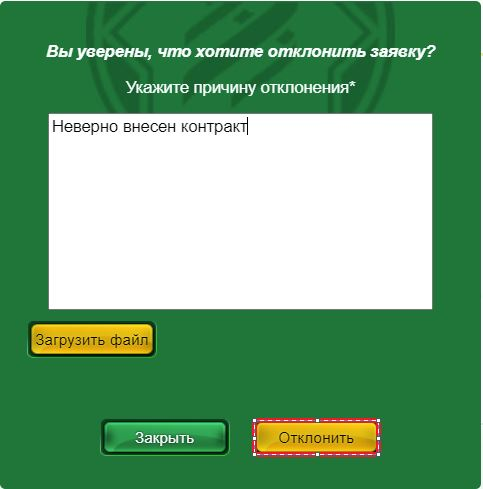 Вы уверены, что хотите отклонить заявку?
Укажите причину отклонения*
Неверно внесен контракт
Загрузить файл
Закрыть
Отклонить